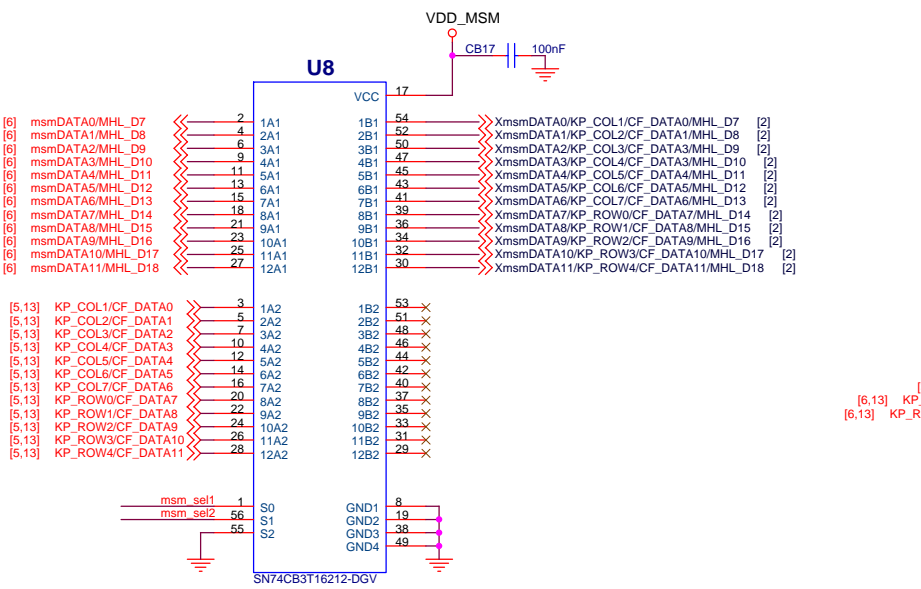 VDD_MSM
CB17 100nF
U8
VCC 17
[6] msmDATA0/MHL_D7 2 1A1 1B1 54 XmsmDATA0/KP_COL1/CF_DATA0/MHL_D7 [2]
[6] msmDATA1/MHL_D8 4 2A1 2B1 52 XmsmDATA1/KP_COL2/CF_DATA1/MHL_D8 [2]
[6] msmDATA2/MHL_D9 6 3A1 3B1 50 XmsmDATA2/KP_COL3/CF_DATA3/MHL_D9 [2]
[6] msmDATA3/MHL_D10 9 4A1 4B1 47 XmsmDATA3/KP_COL4/CF_DATA3/MHL_D10 [2]
[6] msmDATA4/MHL_D11 11 5A1 5B1 45 XmsmDATA4/KP_COL5/CF_DATA4/MHL_D11 [2]
[6] msmDATA5/MHL_D12 13 6A1 6B1 43 XmsmDATA5/KP_COL6/CF_DATA5/MHL_D12 [2]
[6] msmDATA6/MHL_D13 15 7A1 7B1 41 XmsmDATA6/KP_COL7/CF_DATA6/MHL_D13 [2]
[6] msmDATA7/MHL_D14 18 8A1 8B1 39 XmsmDATA7/KP_ROW0/CF_DATA7/MHL_D14 [2]
[6] msmDATA8/MHL_D15 21 9A1 9B1 36 XmsmDATA8/KP_ROW1/CF_DATA8/MHL_D15 [2]
[6] msmDATA9/MHL_D16 23 10A1 10B1 34 XmsmDATA9/KP_ROW2/CF_DATA9/MHL_D16 [2]
[6] msmDATA10/MHL_D17 25 11A1 11B1 32 XmsmDATA10/KP_ROW3/CF_DATA10/MHL_D17 [2]
[6] msmDATA11/MHL_D18 27 12A1 12B1 30 XmsmDATA11/KP_ROW4/CF_DATA11/MHL_D18 [2]
[5,13] KP_COL1/CF_DATA0 3 1A2 1B2 53
[5,13] KP_COL2/CF_DATA1 5 2A2 2B2 51
[5,13] KP_COL3/CF_DATA2 7 3A2 3B2 48
[5,13] KP_COL4/CF_DATA3 10 4A2 4B2 46
[5,13] KP_COL5/CF_DATA4 12 5A2 5B2 44
[5,13] KP_COL6/CF_DATA5 14 6A2 6B2 42
[5,13] KP_COL7/CF_DATA6 16 7A2 7B2 40 [
[5,13] KP_ROW0/CF_DATA7 20 8A2 8B2 37 [6,13] KP_
[5,13] KP_ROW1/CF_DATA8 22 9A2 9B2 35 [6,13] KP_R
[5,13] KP_ROW2/CF_DATA9 24 10A2 10B2 33
[5,13] KP_ROW3/CF_DATA10 26 11A2 11B2 31
[5,13] KP_ROW4/CF_DATA11 28 12A2 12B2 29
msm_sel1 1 S0 GND1 8
msm_sel2 56 S1 GND2 19
55 S2 GND3 38
GND4 49
SN74CB3T16212-DGV